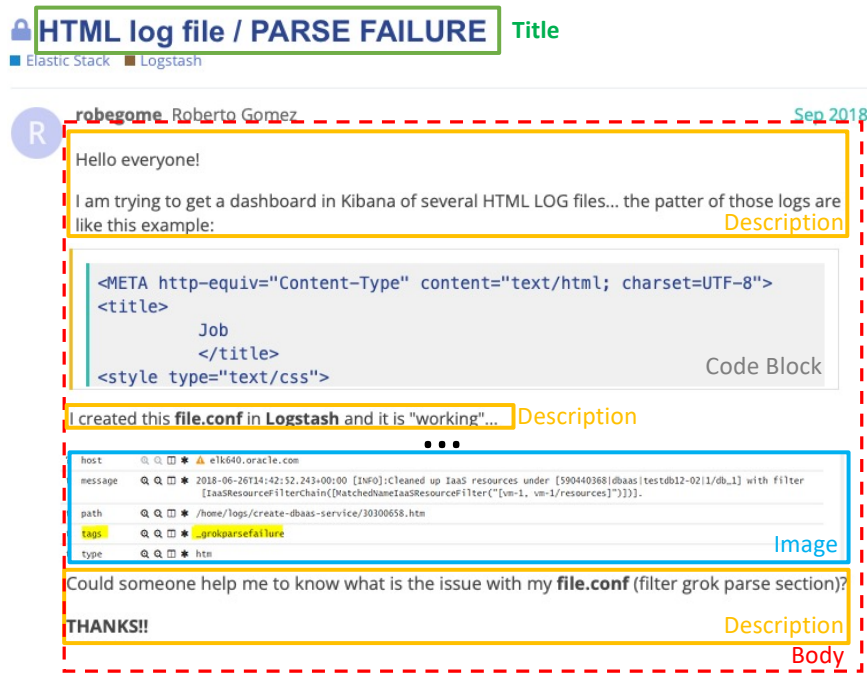 HTML log file / PARSE FAILURE Title
Elastic Stack Logstash
R
robegome Roberto Gomez Sep 2018
Hello everyone!
I am trying to get a dashboard in Kibana of several HTML LOG files... the patter of those logs are
like this example:
Description
<META http-equiv="Content-Type" content="text/html; charset=UTF-8">
<title>
Job
</title>
<style type="text/css">
Code Block
I created this file.conf in Logstash and it is "working"... Description
...
host elk640.oracle.com
message 2018-06-26T14:42:52.243+00:00 [INFO]:Cleaned up IaaS resources under [590440368|dbaas|testdb12-02|1/db_1] with filter
[IaaSResourceFilterChain([MatchedNameIaaSResourceFilter("[vm-1, vm-1/resources]")])].
path /home/logs/create-dbaas-service/30300658.htm
tags _grokparsefailure
type htm
Image
Could someone help me to know what is the issue with my file.conf (filter grok parse section)?
THANKS!!
Description
Body